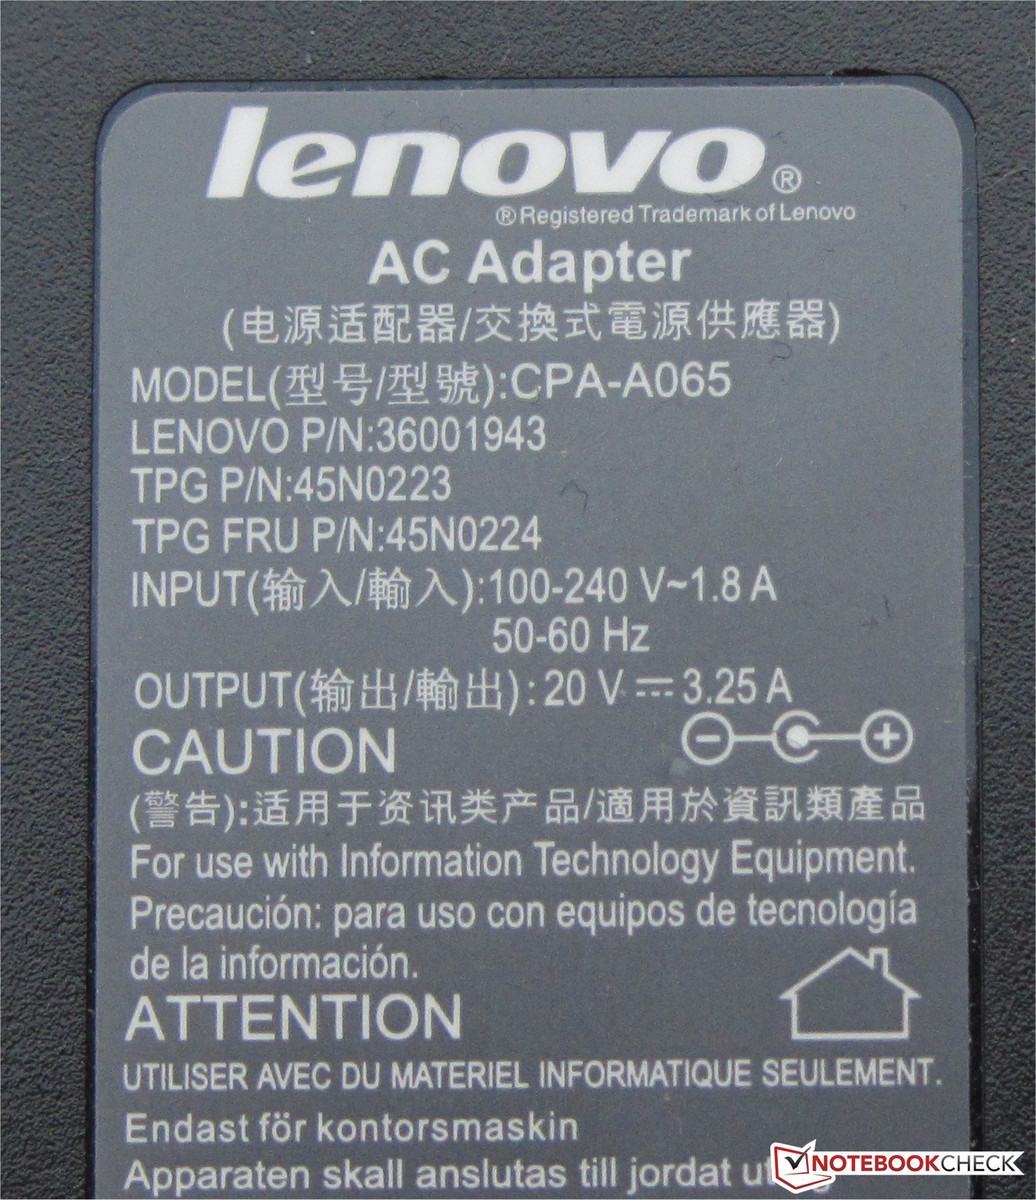 lenovo®
®Registered Trademark of Lenovo
AC Adapter
(电源适配器/交換式電源供應器)
MODEL(型号/型號):CPA-A065
LENOVO P/N:36001943
TPG P/N:45N0223
TPG FRU P/N:45N0224
INPUT(输入/輸入):100-240 V~1.8 A
50-60 Hz
OUTPUT(输出/輸出):20 V⎓3.25 A
CAUTION
(警告):适用于资讯类产品/適用於資訊類產品
For use with Information Technology Equipment.
Precaución: para uso con equipos de tecnología
de la información.
ATTENTION
UTILISER AVEC DU MATERIEL INFORMATIQUE SEULEMENT.
Endast för kontorsmaskin
Apparaten skall anslutas till jordat
NOTEBOOKCHECK